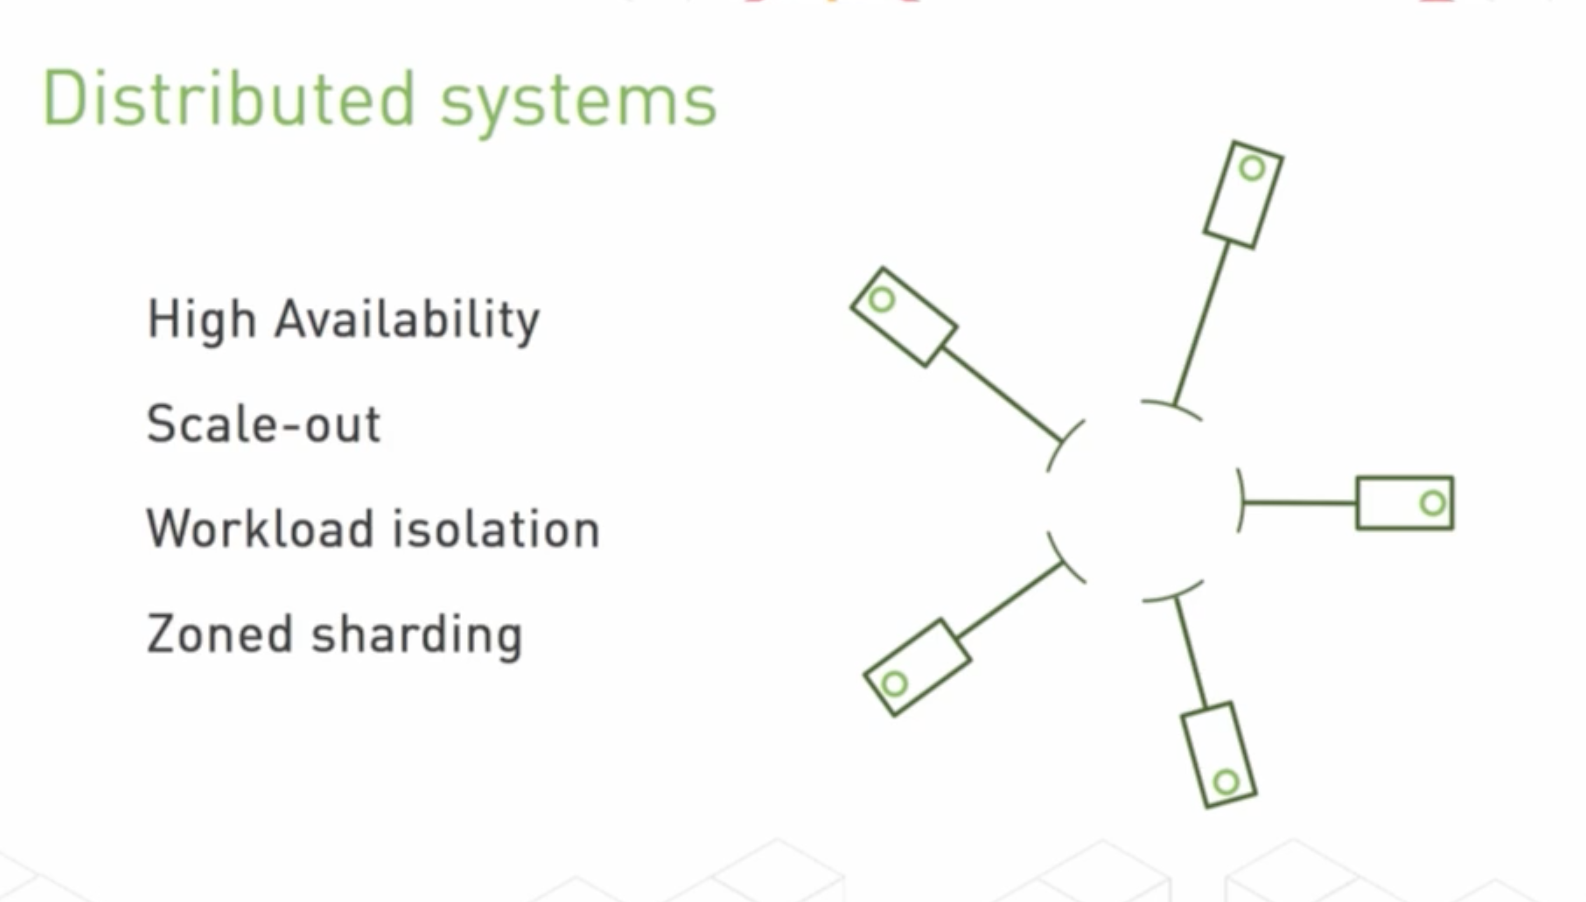 Distributed systems
High Availability
Scale-out
Workload isolation
Zoned sharding